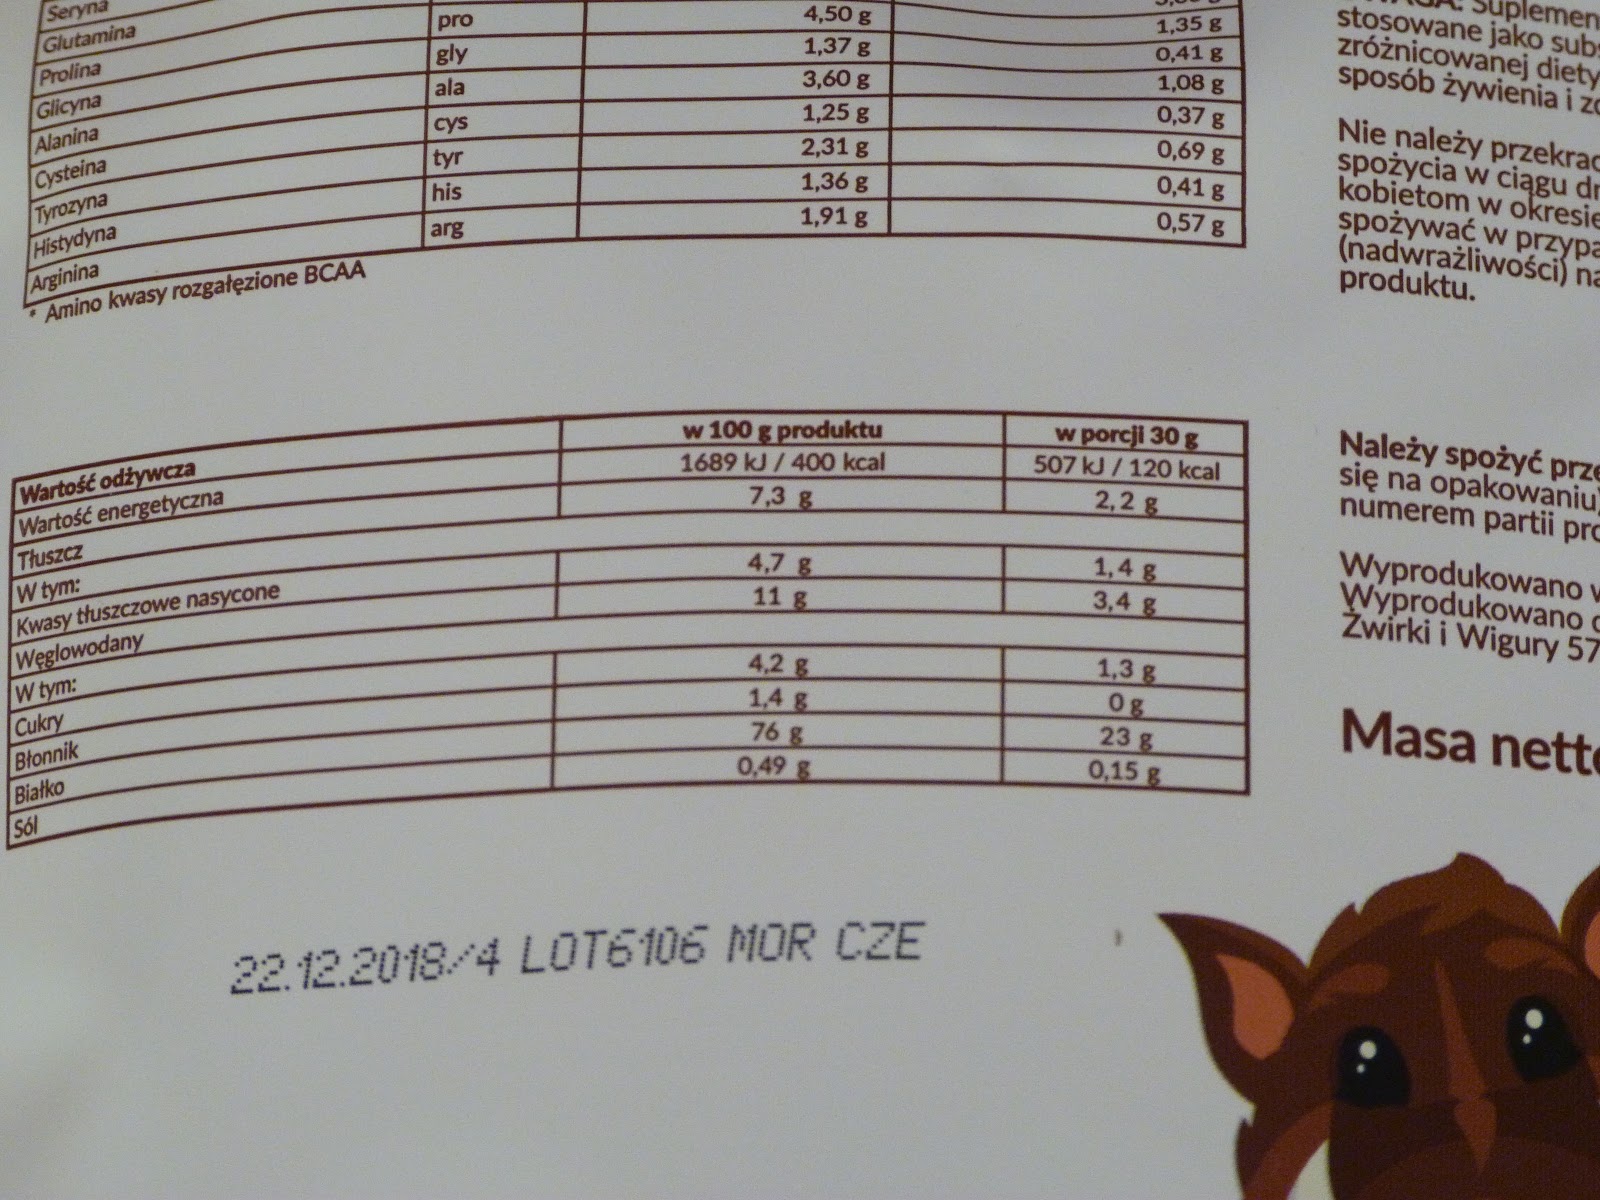 Seryna
Glutamina
Prolina pro 4,50 g 1,35 g
Glicyna gly 1,37 g 0,41 g
Alanina ala 3,60 g 1,08 g
Cysteina cys 1,25 g 0,37 g
Tyrozyna tyr 2,31 g 0,69 g
Histydyna his 1,36 g 0,41 g
Arginina arg 1,91 g 0,57 g
* Amino kwasy rozgałęzione BCAA
Wartość odżywcza w 100 g produktu w porcji 30 g
Wartość energetyczna 1689 kJ / 400 kcal 507 kJ / 120 kcal
Tłuszcz 7,3 g 2,2 g
W tym:
Kwasy tłuszczowe nasycone 4,7 g 1,4 g
Węglowodany 11 g 3,4 g
W tym:
Cukry 4,2 g 1,3 g
Błonnik 1,4 g 0 g
Białko 76 g 23 g
Sól 0,49 g 0,15 g
22.12.2018/4 LOT6106 MOR CZE
Suplemen
stosowane jako subs
zróżnicowanej diety
sposób żywienia i
Nie należy przekrac
spożycia w ciągu
kobietom w okresie
spożywać w przypa
(nadwrażliwości) na
produktu.
Należy spożyć prze
się na opakowaniu)
numerem partii pro
Wyprodukowano
Wyprodukowano
Żwirki i Wigury 57
Masa netto